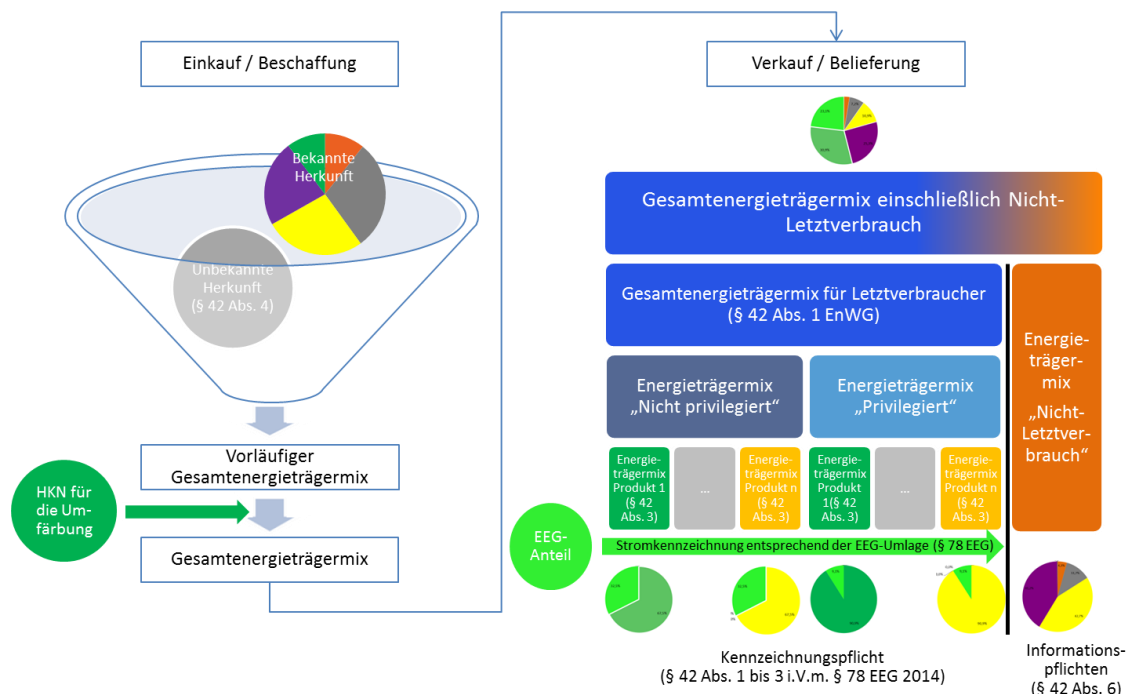 Einkauf / Beschaffung
Bekannte
Herkunft
Unbekannte
Herkunft
(§ 42 Abs. 4)
Vorläufiger
Gesamtenergieträgermix
HKN für
die Um-
färbung
Gesamtenergieträgermix
Verkauf / Belieferung
Gesamtenergieträgermix einschließlich Nicht-
Letztverbrauch
Gesamtenergieträgermix für Letztverbraucher
(§ 42 Abs. 1 EnWG)
Energie-
träger-
mix
„Nicht-
Letztver-
brauch“
Energieträgermix
„Nicht privilegiert“
Energieträgermix
„Privilegiert“
Energie-
trägermix
Produkt 1
(§ 42
Abs. 3)
...
Energie-
trägermix
Produkt n
(§ 42
Abs. 3)
Energie-
trägermix
Produkt
1(§ 42
Abs. 3)
...
Energie-
trägermix
Produkt n
(§ 42
Abs. 3)
EEG-
Anteil
Stromkennzeichnung entsprechend der EEG-Umlage (§ 78 EEG)
Kennzeichnungspflicht
(§ 42 Abs. 1 bis 3 i.V.m. § 78 EEG 2014)
Informations-
pflichten
(§ 42 Abs. 6)